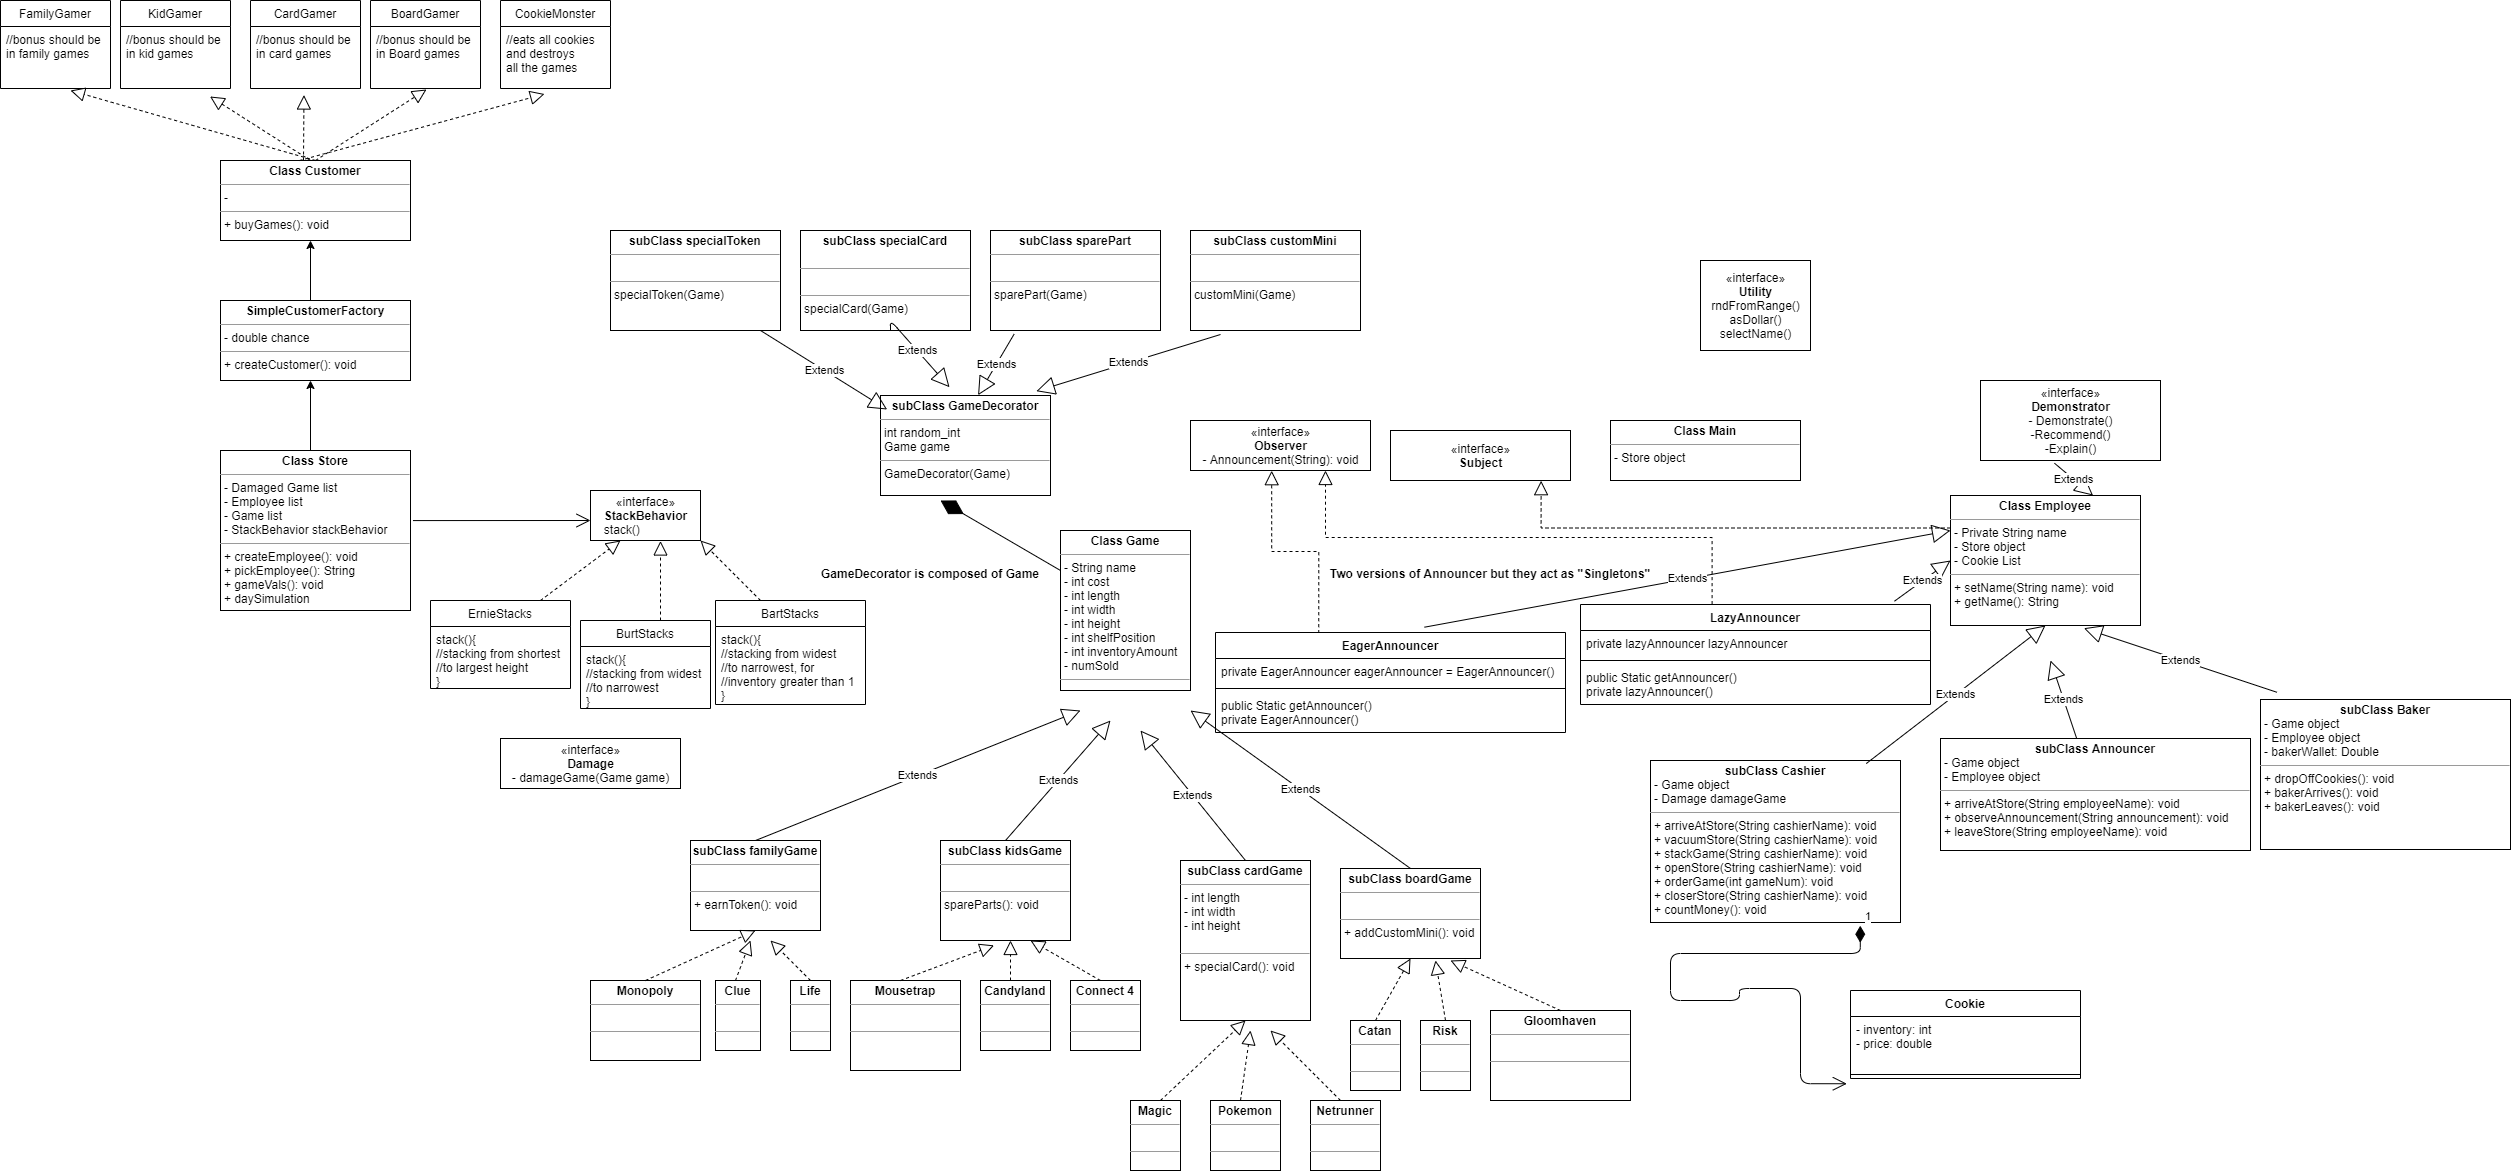 FamilyGamer
//bonus should be
in family games
KidGamer
//bonus should be
in kid games
CardGamer
//bonus should be
in card games
BoardGamer
//bonus should be
in Board games
CookieMonster
//eats all cookies
and destroys
all the games
Class Customer
-
+ buyGames(): void
SimpleCustomerFactory
- double chance
+ createCustomer(): void
Class Store
- Damaged Game list
- Employee list
- Game list
- StackBehavior stackBehavior
+ createEmployee(): void
+ pickEmployee(): String
+ gameVals(): void
+ daySimulation
«interface»
StackBehavior
stack()
ErnieStacks
stack(){
//stacking from shortest
//to largest height
}
BurtStacks
stack(){
//stacking from widest
//to narrowest
}
BartStacks
stack(){
//stacking from widest
//to narrowest, for
//inventory greater than 1
}
«interface»
Damage
- damageGame(Game game)
subClass specialToken
specialToken(Game)
subClass specialCard
specialCard(Game)
subClass sparePart
sparePart(Game)
subClass customMini
customMini(Game)
Extends
Extends
Extends
Extends
subClass GameDecorator
int random_int
Game game
GameDecorator(Game)
GameDecorator is composed of Game
Class Game
- String name
- int cost
- int length
- int width
- int height
- int shelfPosition
- int inventoryAmount
- numSold
Extends
Extends
Extends
Extends
subClass familyGame
+ earnToken(): void
subClass kidsGame
spareParts(): void
subClass cardGame
- int length
- int width
- int height
+ specialCard(): void
subClass boardGame
+ addCustomMini(): void
Monopoly
Clue
Life
Mousetrap
Candyland
Connect 4
Catan
Risk
Gloomhaven
Magic
Pokemon
Netrunner
«interface»
Utility
rndFromRange()
asDollar()
selectName()
«interface»
Observer
- Announcement(String): void
«interface»
Subject
Class Main
- Store object
«interface»
Demonstrator
- Demonstrate()
-Recommend()
-Explain()
Extends
Class Employee
- Private String name
- Store object
- Cookie List
+ setName(String name): void
+ getName(): String
Two versions of Announcer but they act as "Singletons"
Extends
Extends
EagerAnnouncer
private EagerAnnouncer eagerAnnouncer = EagerAnnouncer()
public Static getAnnouncer()
private EagerAnnouncer()
LazyAnnouncer
private lazyAnnouncer lazyAnnouncer
public Static getAnnouncer()
private lazyAnnouncer()
Extends
Extends
Extends
subClass Cashier
- Game object
- Damage damageGame
+ arriveAtStore(String cashierName): void
+ vacuumStore(String cashierName): void
+ stackGame(String cashierName): void
+ openStore(String cashierName): void
+ orderGame(int gameNum): void
+ closerStore(String cashierName): void
+ countMoney(): void
1
subClass Announcer
- Game object
- Employee object
+ arriveAtStore(String employeeName): void
+ observeAnnouncement(String announcement): void
+ leaveStore(String employeeName): void
subClass Baker
- Game object
- Employee object
- bakerWallet: Double
+ dropOffCookies(): void
+ bakerArrives(): void
+ bakerLeaves(): void
Cookie
- inventory: int
- price: double